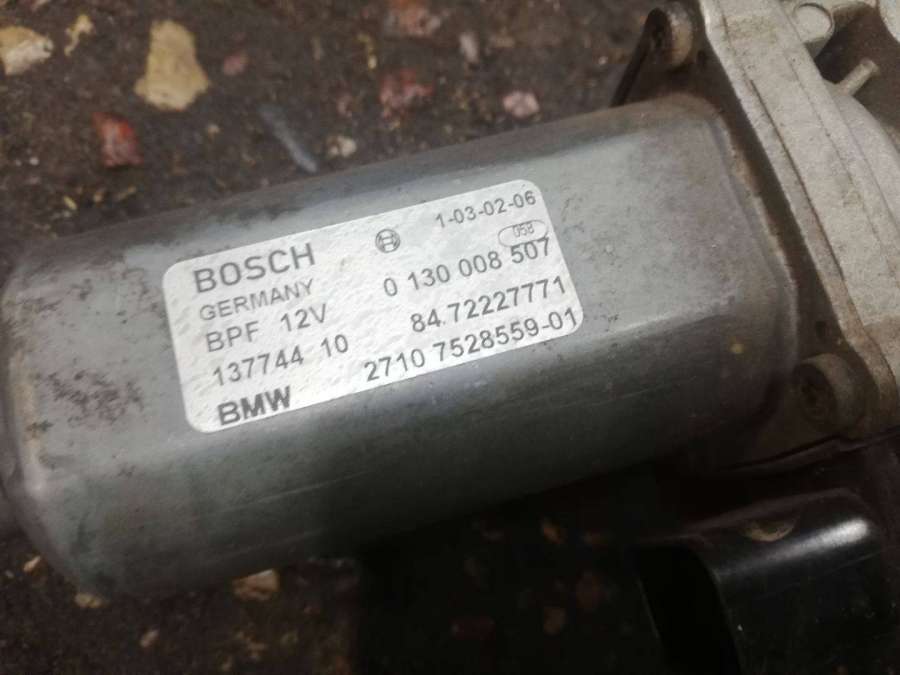 BOSCH 1-03-02-06
058
GERMANY 0 130 008 507
BPF 12V 84.72227771
137744 10 2710 7528559-01
BMW